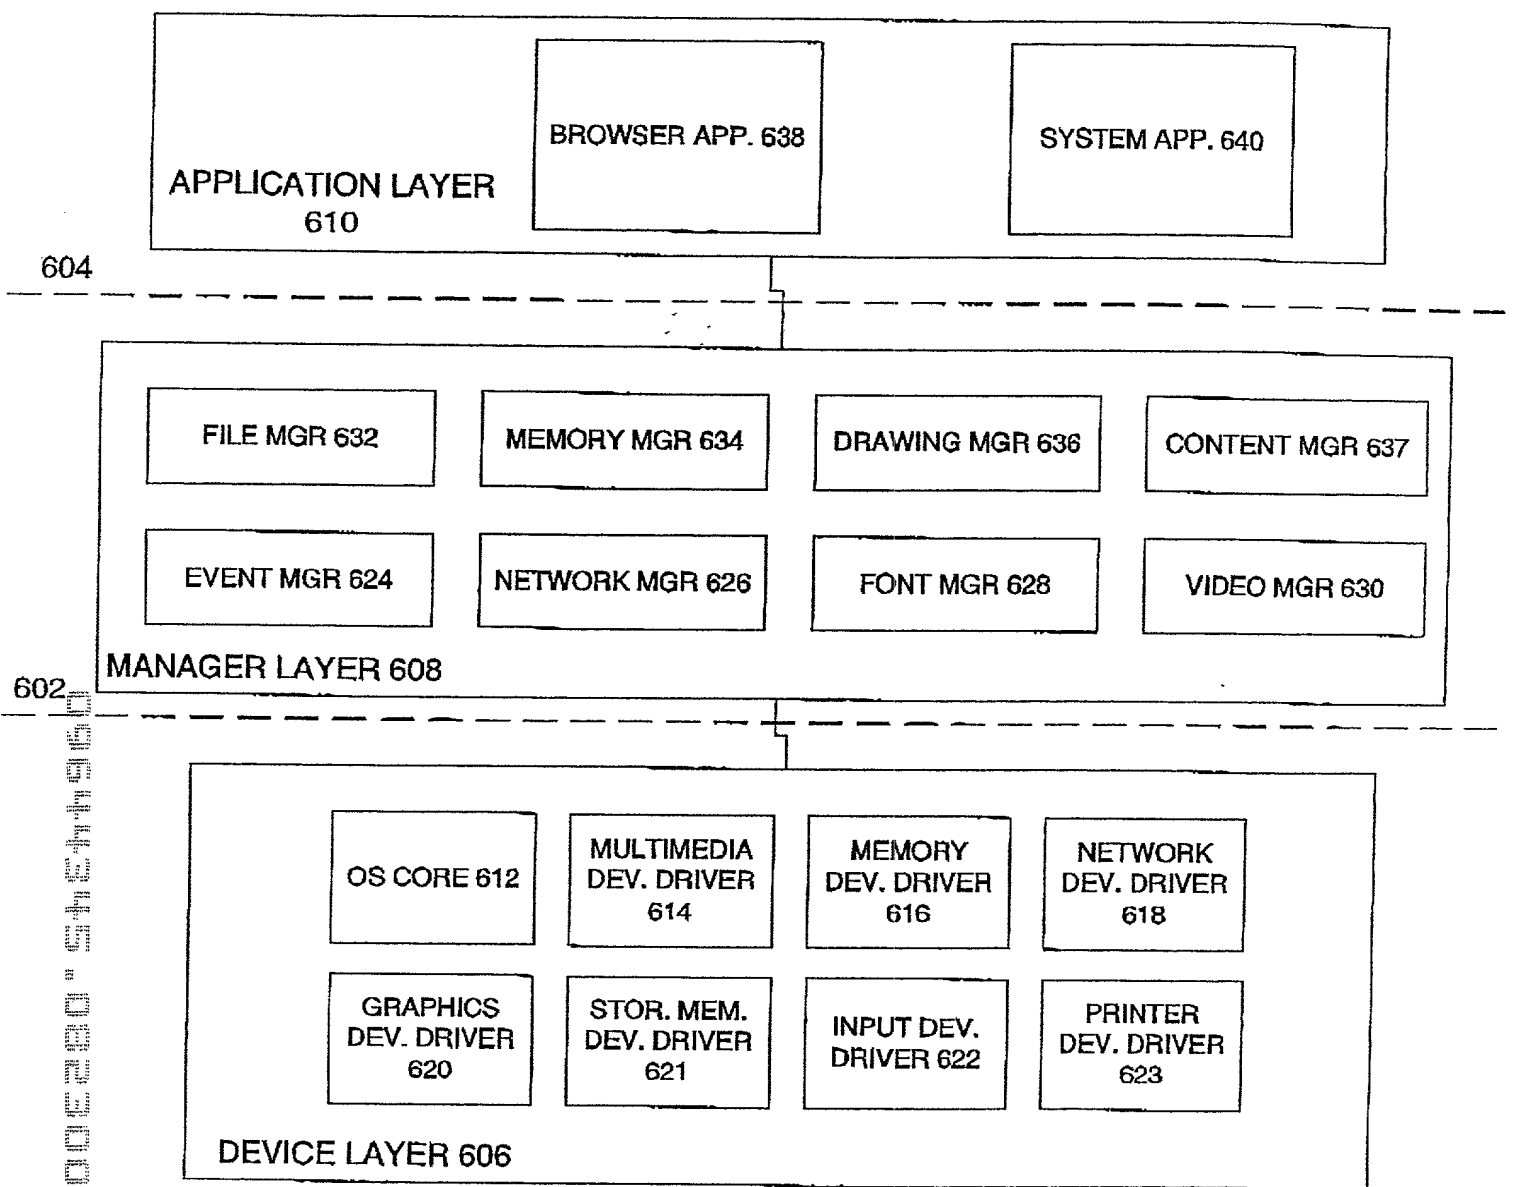 BROWSER APP. 638
SYSTEM APP. 640
APPLICATION LAYER
610
604
FILE MGR 632
MEMORY MGR 634
DRAWING MGR 636
CONTENT MGR 637
EVENT MGR 624
NETWORK MGR 626
FONT MGR 628
VIDEO MGR 630
MANAGER LAYER 608
602
OS CORE 612
MULTIMEDIA
DEV. DRIVER
614
MEMORY
DEV. DRIVER
616
NETWORK
DEV. DRIVER
618
GRAPHICS
DEV. DRIVER
620
STOR. MEM.
DEV. DRIVER
621
INPUT DEV.
DRIVER 622
PRINTER
DEV. DRIVER
623
DEVICE LAYER 606
09644345.082300